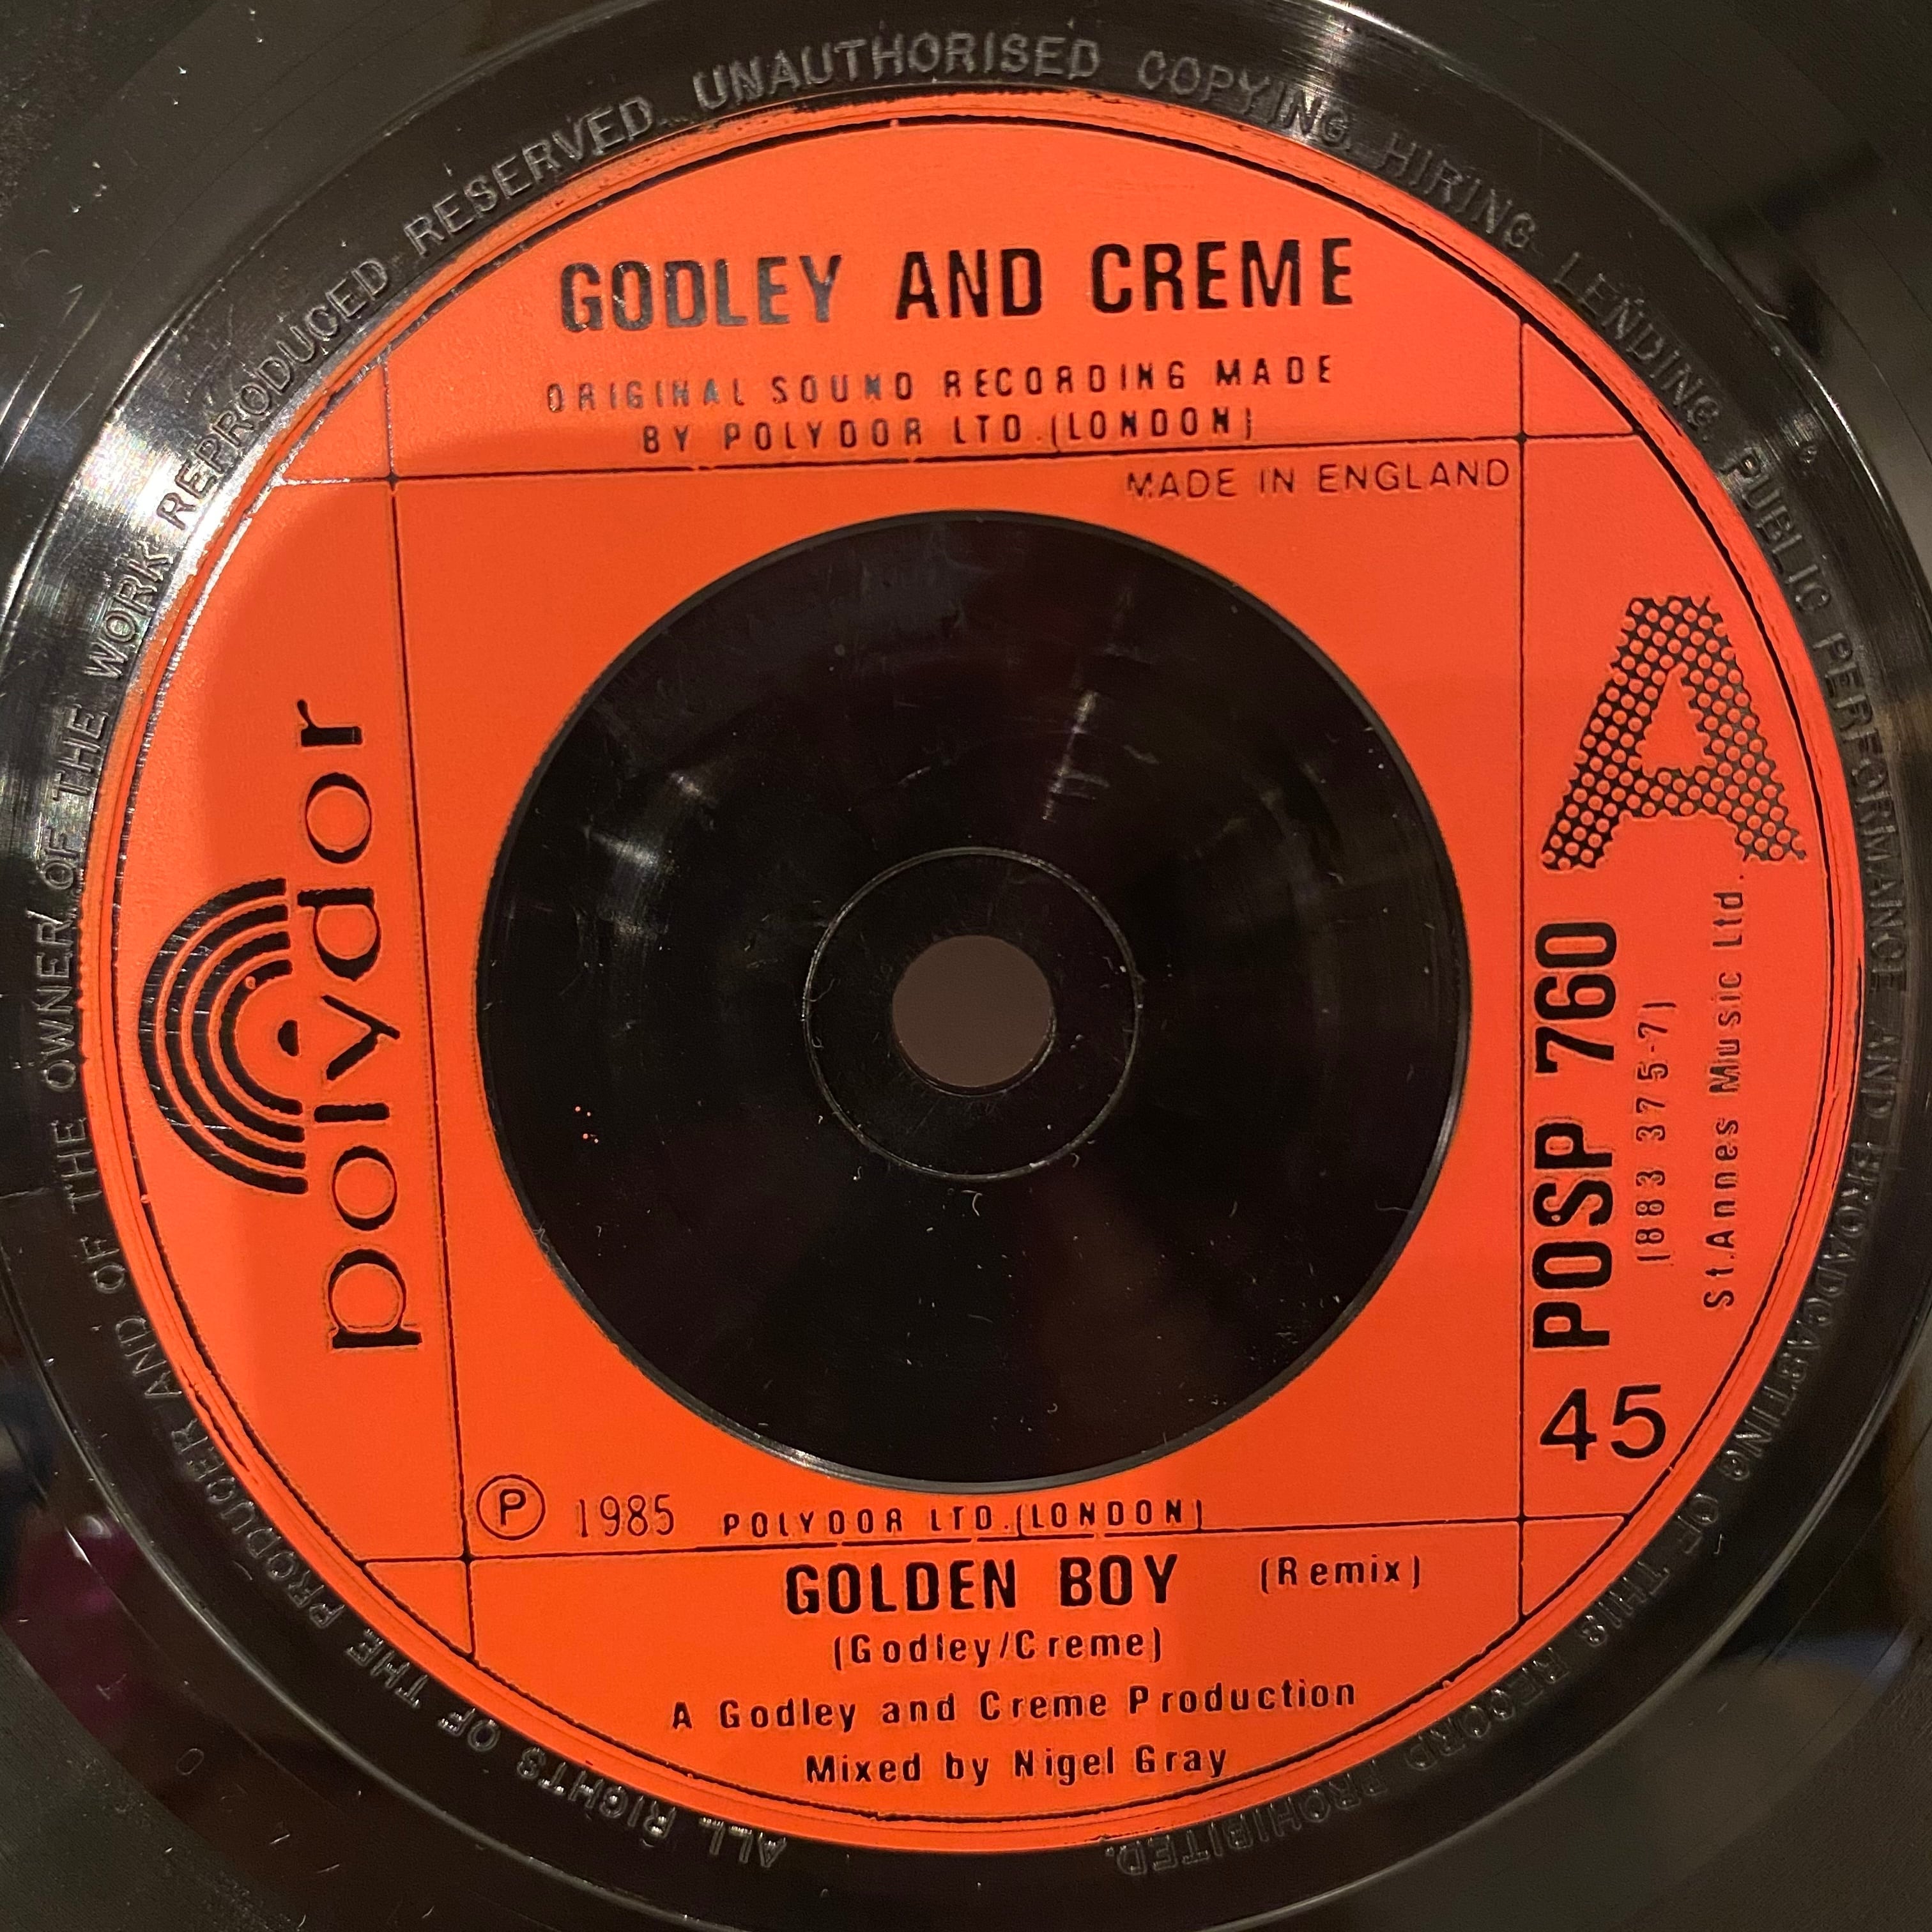 GODLEY AND CREME
ORIGINAL SOUND RECORDING MADE
BY POLYDOR LTD.(LONDON)
MADE IN ENGLAND
polydor
A
POSP 760
(883 375-7)
St.Annes Music Ltd.
45
Ⓟ 1985 POLYDOR LTD.(LONDON)
GOLDEN BOY (Remix)
(Godley/Creme)
A Godley and Creme Production
Mixed by Nigel Gray
ALL RIGHTS OF THE PRODUCER AND OF THE OWNER OF THE WORK REPRODUCED RESERVED. UNAUTHORISED COPYING, HIRING, LENDING, PUBLIC PERFORMANCE AND BROADCASTING OF THIS RECORD PROHIBITED.